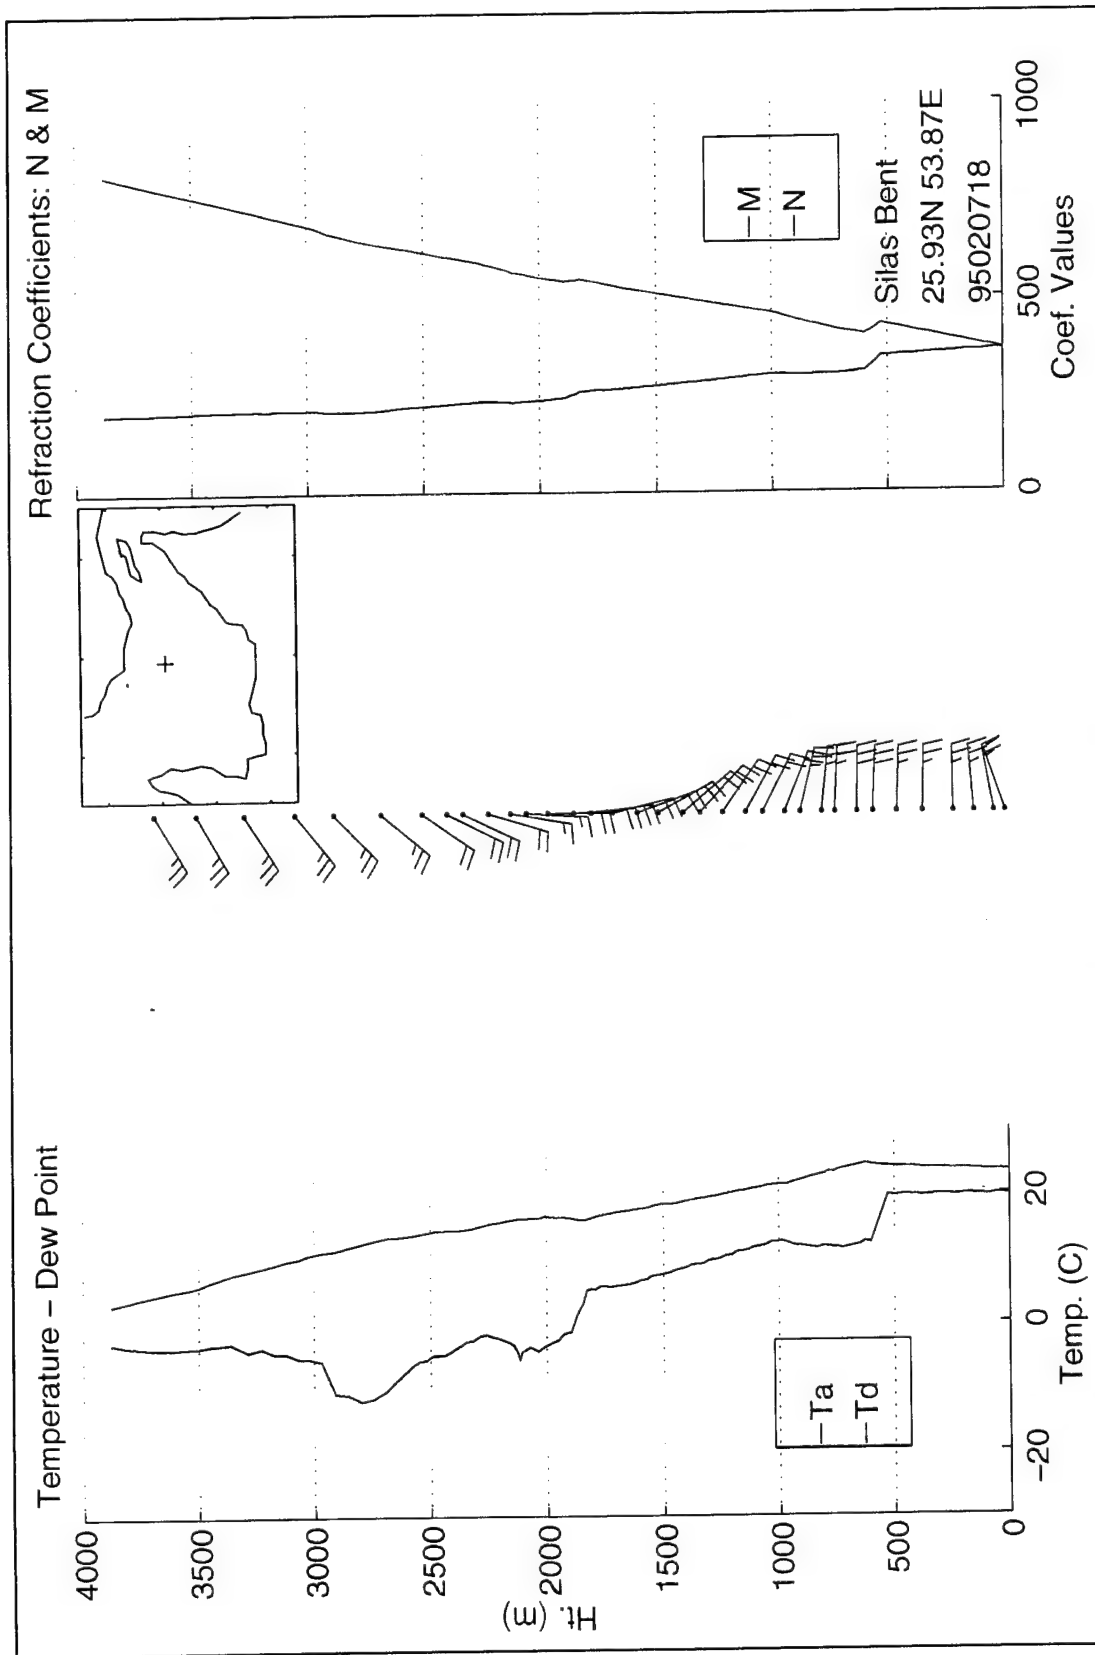 Temperature – Dew Point
4000
3000
2500
2000
1500
1000
500
0
Ht. (m)
–20
0
20
Temp. (C)
Ta
Td
Refraction Coefficients: N & M
M
N
Silas Bent
25.93N 53.87E
95020718
0
500
1000
Coef. Values